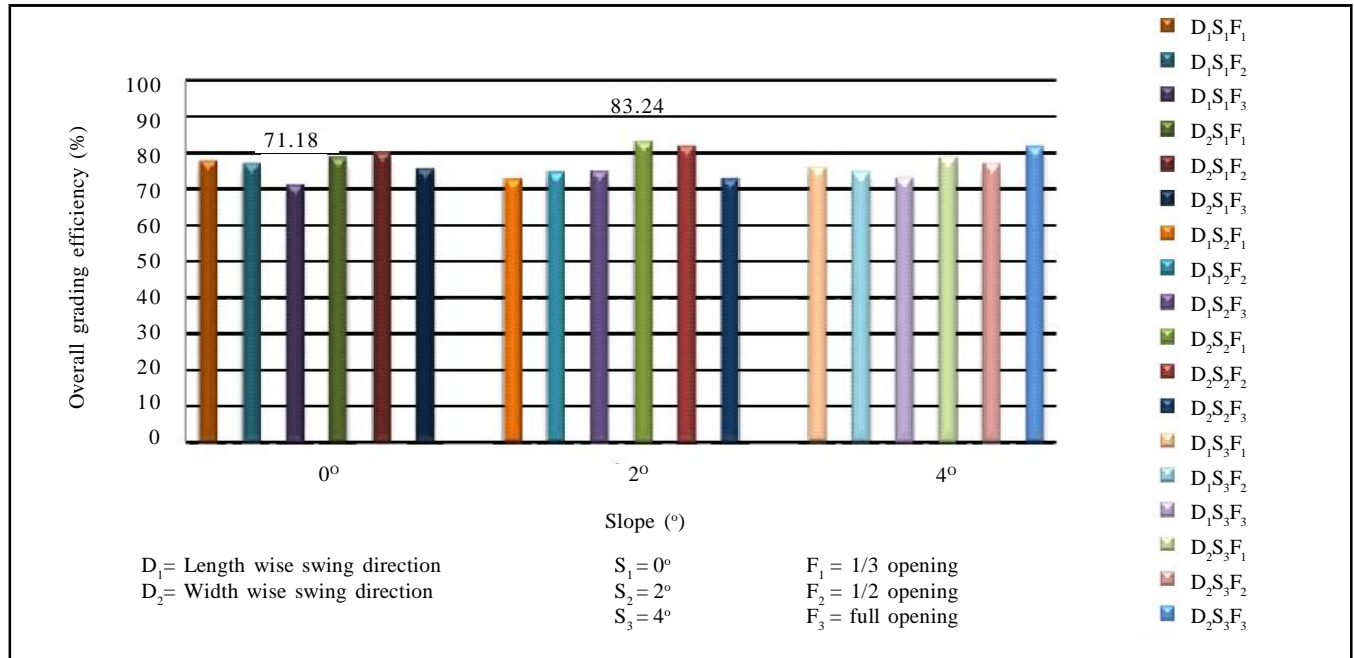 Overall grading efficiency (%)
100
90
80
70
60
50
40
30
20
10
0
71.18
83.24
0°
2°
4°
Slope (°)
D₁= Length wise swing direction
D₂= Width wise swing direction
S₁ = 0°
S₂ = 2°
S₃ = 4°
F₁ = 1/3 opening
F₂ = 1/2 opening
F₃ = full opening
D₁S₁F₁
D₁S₁F₂
D₁S₁F₃
D₂S₁F₁
D₂S₁F₂
D₂S₁F₃
D₁S₂F₁
D₁S₂F₂
D₁S₂F₃
D₂S₂F₁
D₂S₂F₂
D₂S₂F₃
D₁S₃F₁
D₁S₃F₂
D₁S₃F₃
D₂S₃F₁
D₂S₃F₂
D₂S₃F₃